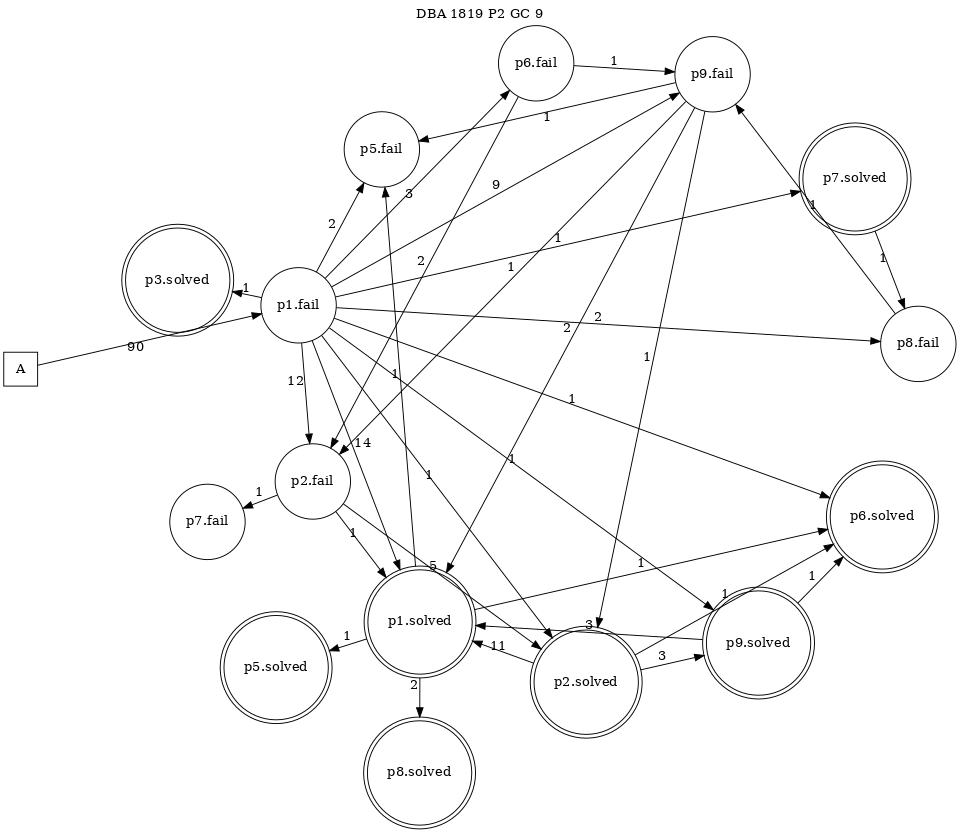 DBA 1819 P2 GC 9
p6.fail
1
p9.fail
1
p5.fail
p7.solved
3
9
1
2
1
1
2
1
p3.solved
1
p1.fail
2
2
1
p8.fail
90
A
12
1
1
14
1
1
p2.fail
1
p7.fail
p6.solved
1
5
1
1
1
p1.solved
3
1
p5.solved
11
3
p9.solved
2
p2.solved
p8.solved